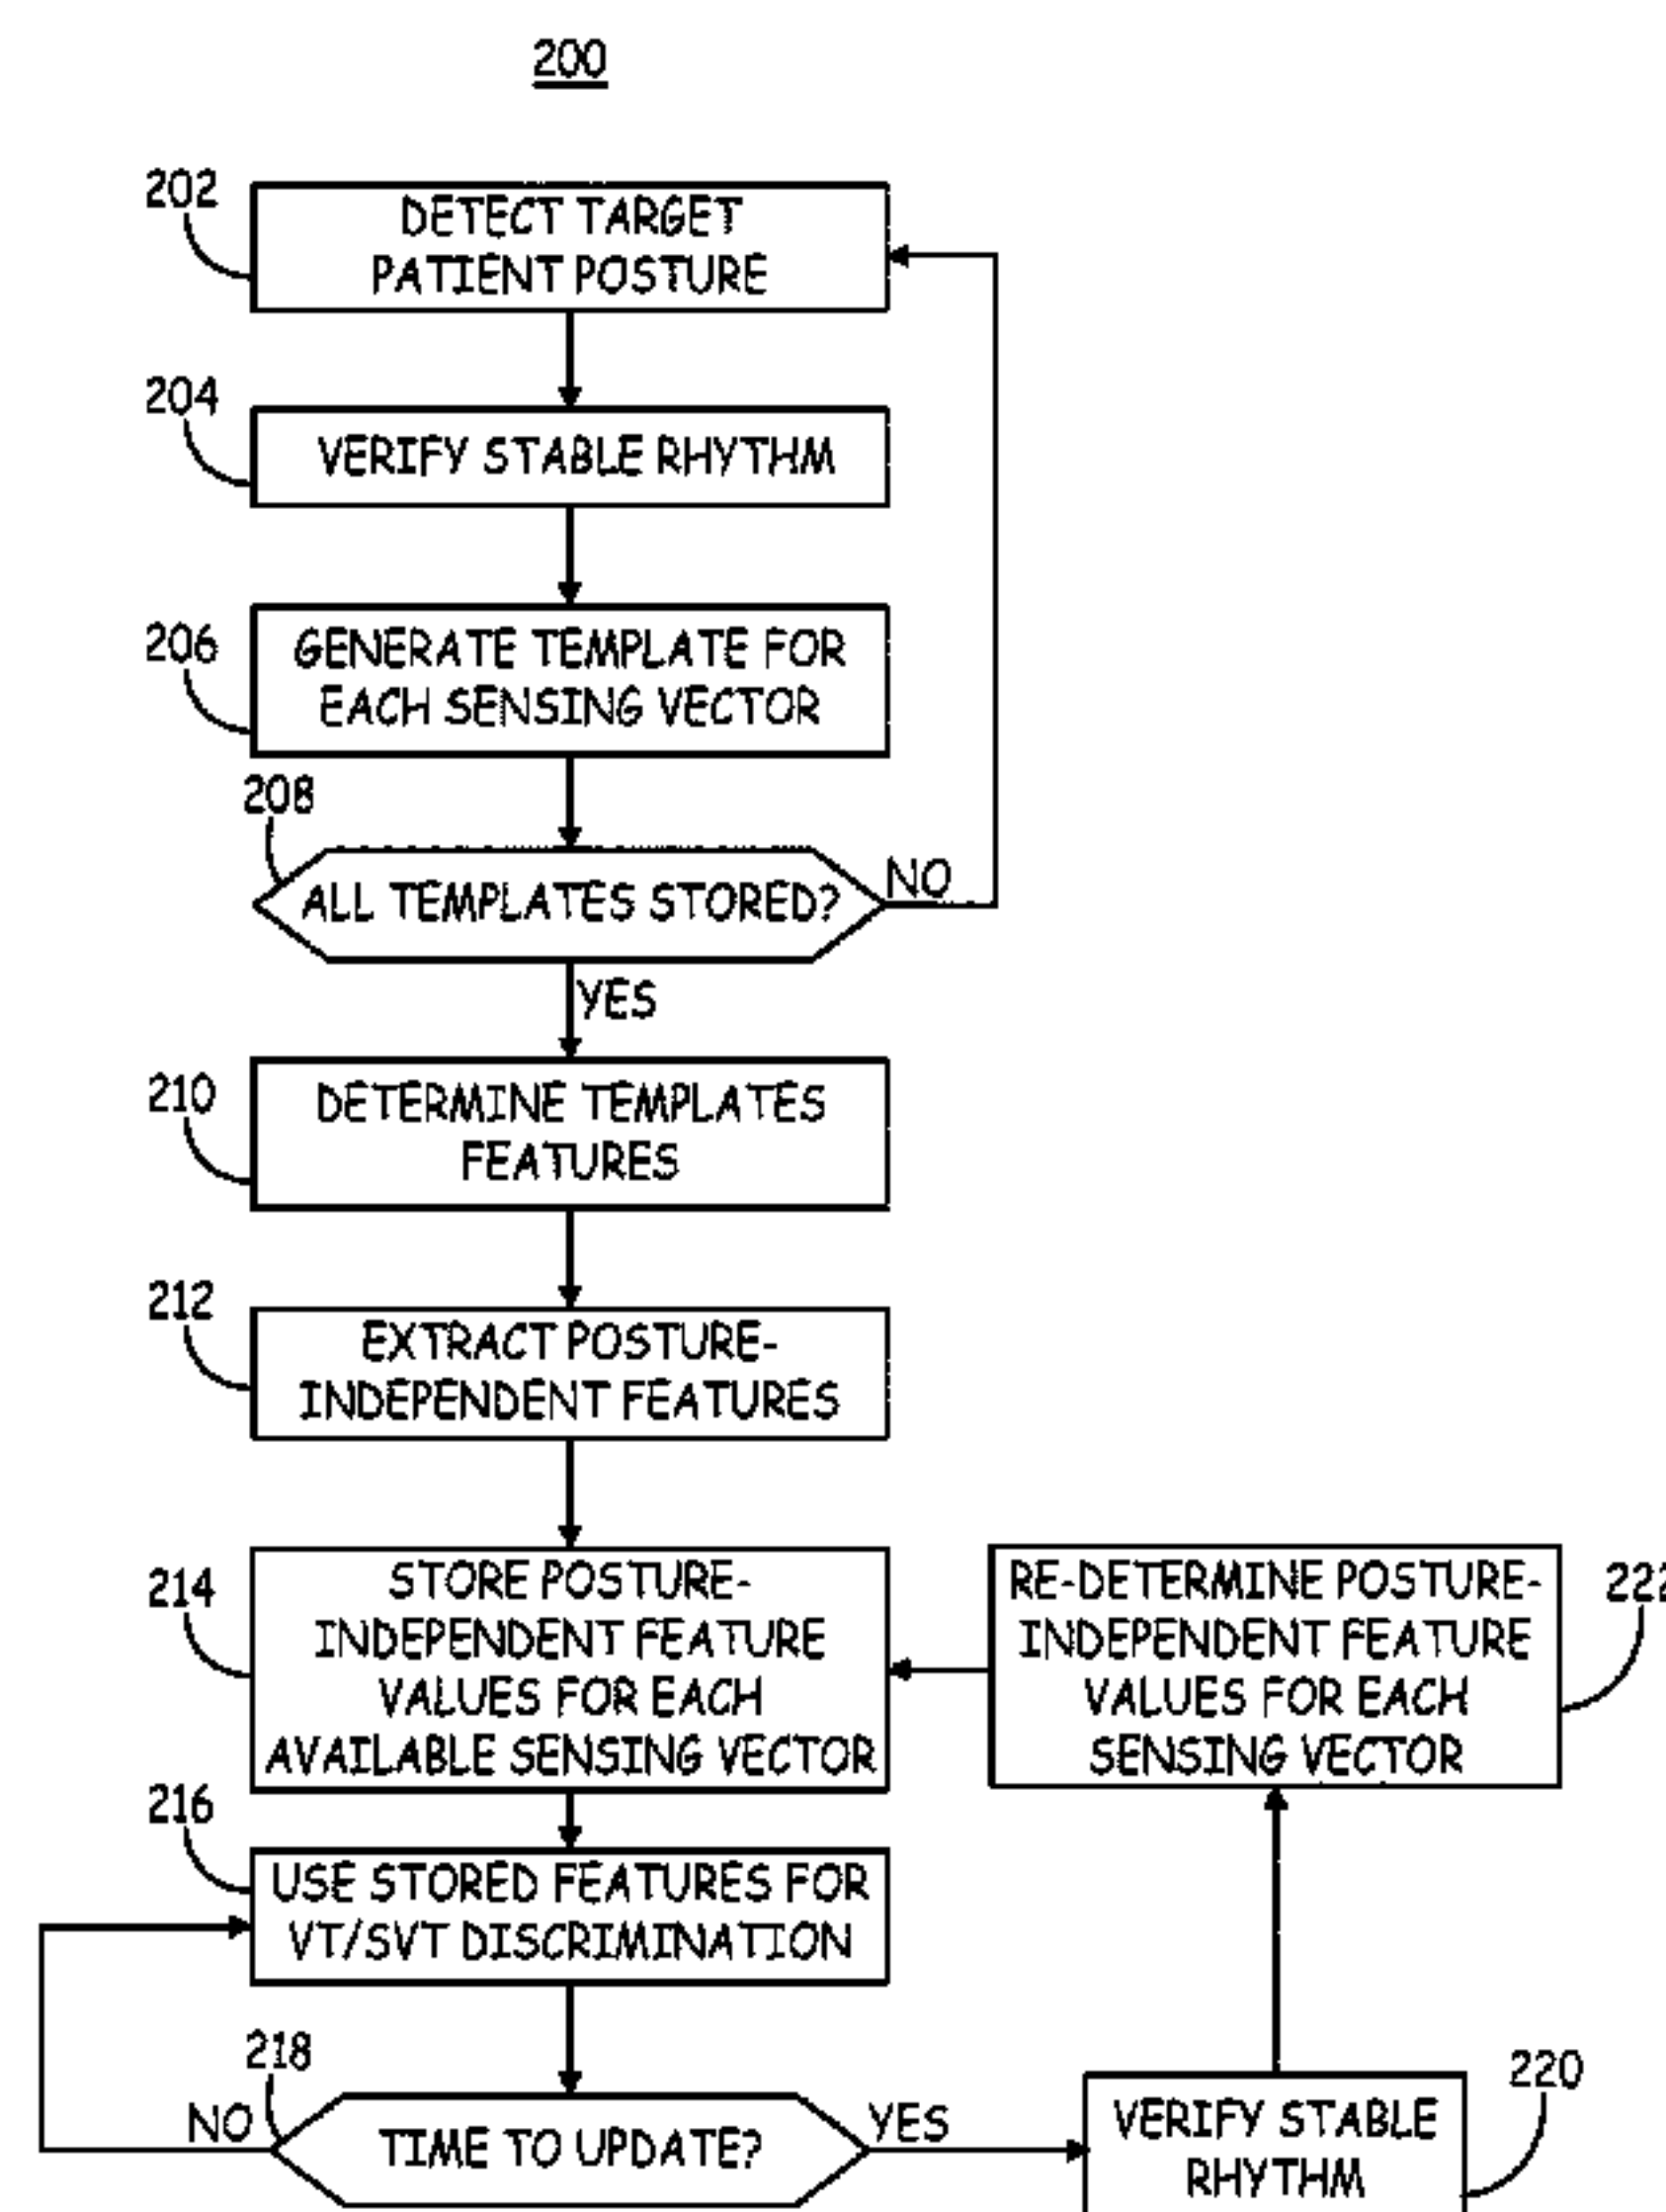 200
202
DETECT TARGET
PATIENT POSTURE
204
VERIFY STABLE RHYTHM
206
GENERATE TEMPLATE FOR
EACH SENSING VECTOR
208
ALL TEMPLATES STORED?
NO
YES
210
DETERMINE TEMPLATES
FEATURES
212
EXTRACT POSTURE-
INDEPENDENT FEATURES
214
STORE POSTURE-
INDEPENDENT FEATURE
VALUES FOR EACH
AVAILABLE SENSING VECTOR
RE-DETERMINE POSTURE-
INDEPENDENT FEATURE
VALUES FOR EACH
SENSING VECTOR
222
216
USE STORED FEATURES FOR
VT/SVT DISCRIMINATION
218
NO
TIME TO UPDATE?
YES
VERIFY STABLE
RHYTHM
220